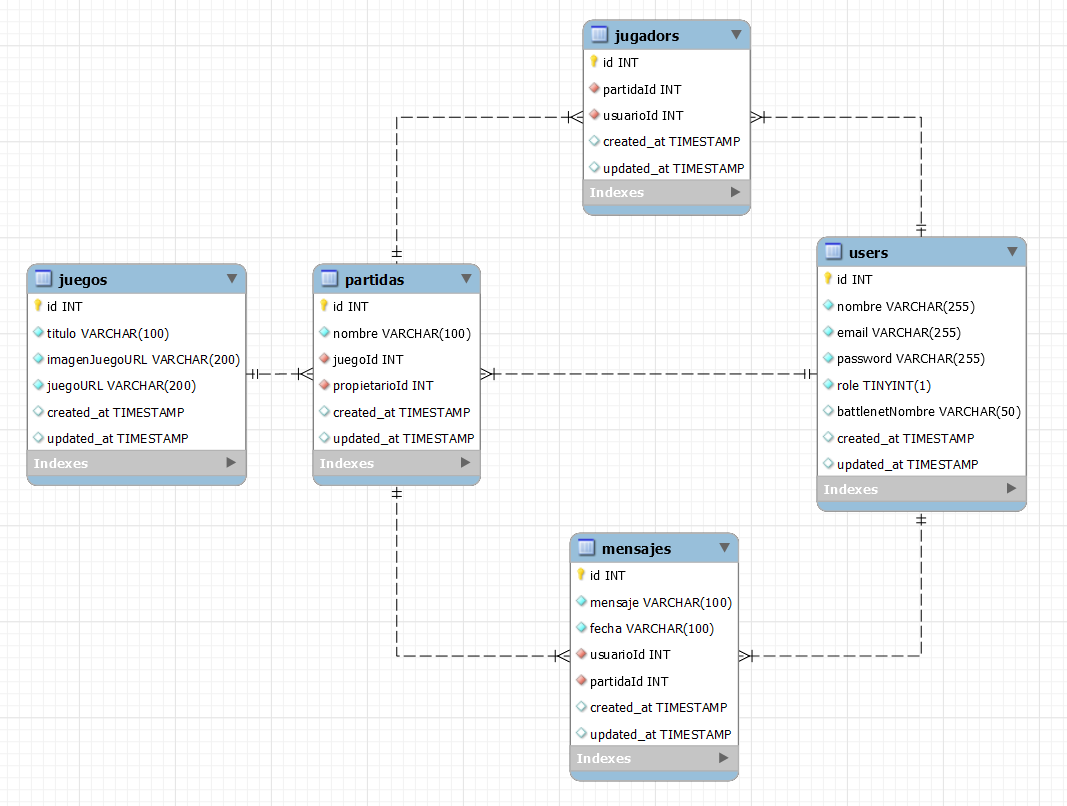 jugadors
id INT
partidaId INT
usuarioId INT
created_at TIMESTAMP
updated_at TIMESTAMP
Indexes
juegos
id INT
titulo VARCHAR(100)
imagenJuegoURL VARCHAR(200)
juegoURL VARCHAR(200)
created_at TIMESTAMP
updated_at TIMESTAMP
Indexes
partidas
id INT
nombre VARCHAR(100)
juegoId INT
propietarioId INT
created_at TIMESTAMP
updated_at TIMESTAMP
Indexes
users
id INT
nombre VARCHAR(255)
email VARCHAR(255)
password VARCHAR(255)
role TINYINT(1)
battlenetNombre VARCHAR(50)
created_at TIMESTAMP
updated_at TIMESTAMP
Indexes
mensajes
id INT
mensaje VARCHAR(100)
fecha VARCHAR(100)
usuarioId INT
partidaId INT
created_at TIMESTAMP
updated_at TIMESTAMP
Indexes